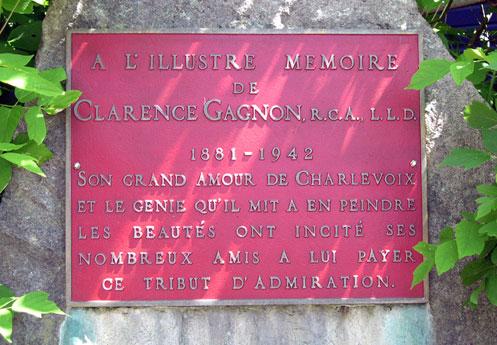 A L'ILLUSTRE MEMOIRE
DE
CLARENCE GAGNON, R.C.A., L.L.D.
1881-1942
SON GRAND AMOUR DE CHARLEVOIX
ET LE GENIE QU'IL MIT A EN PEINDRE
LES BEAUTÉS ONT INCITÉ SES
NOMBREUX AMIS A LUI PAYER
CE TRIBUT D'ADMIRATION.